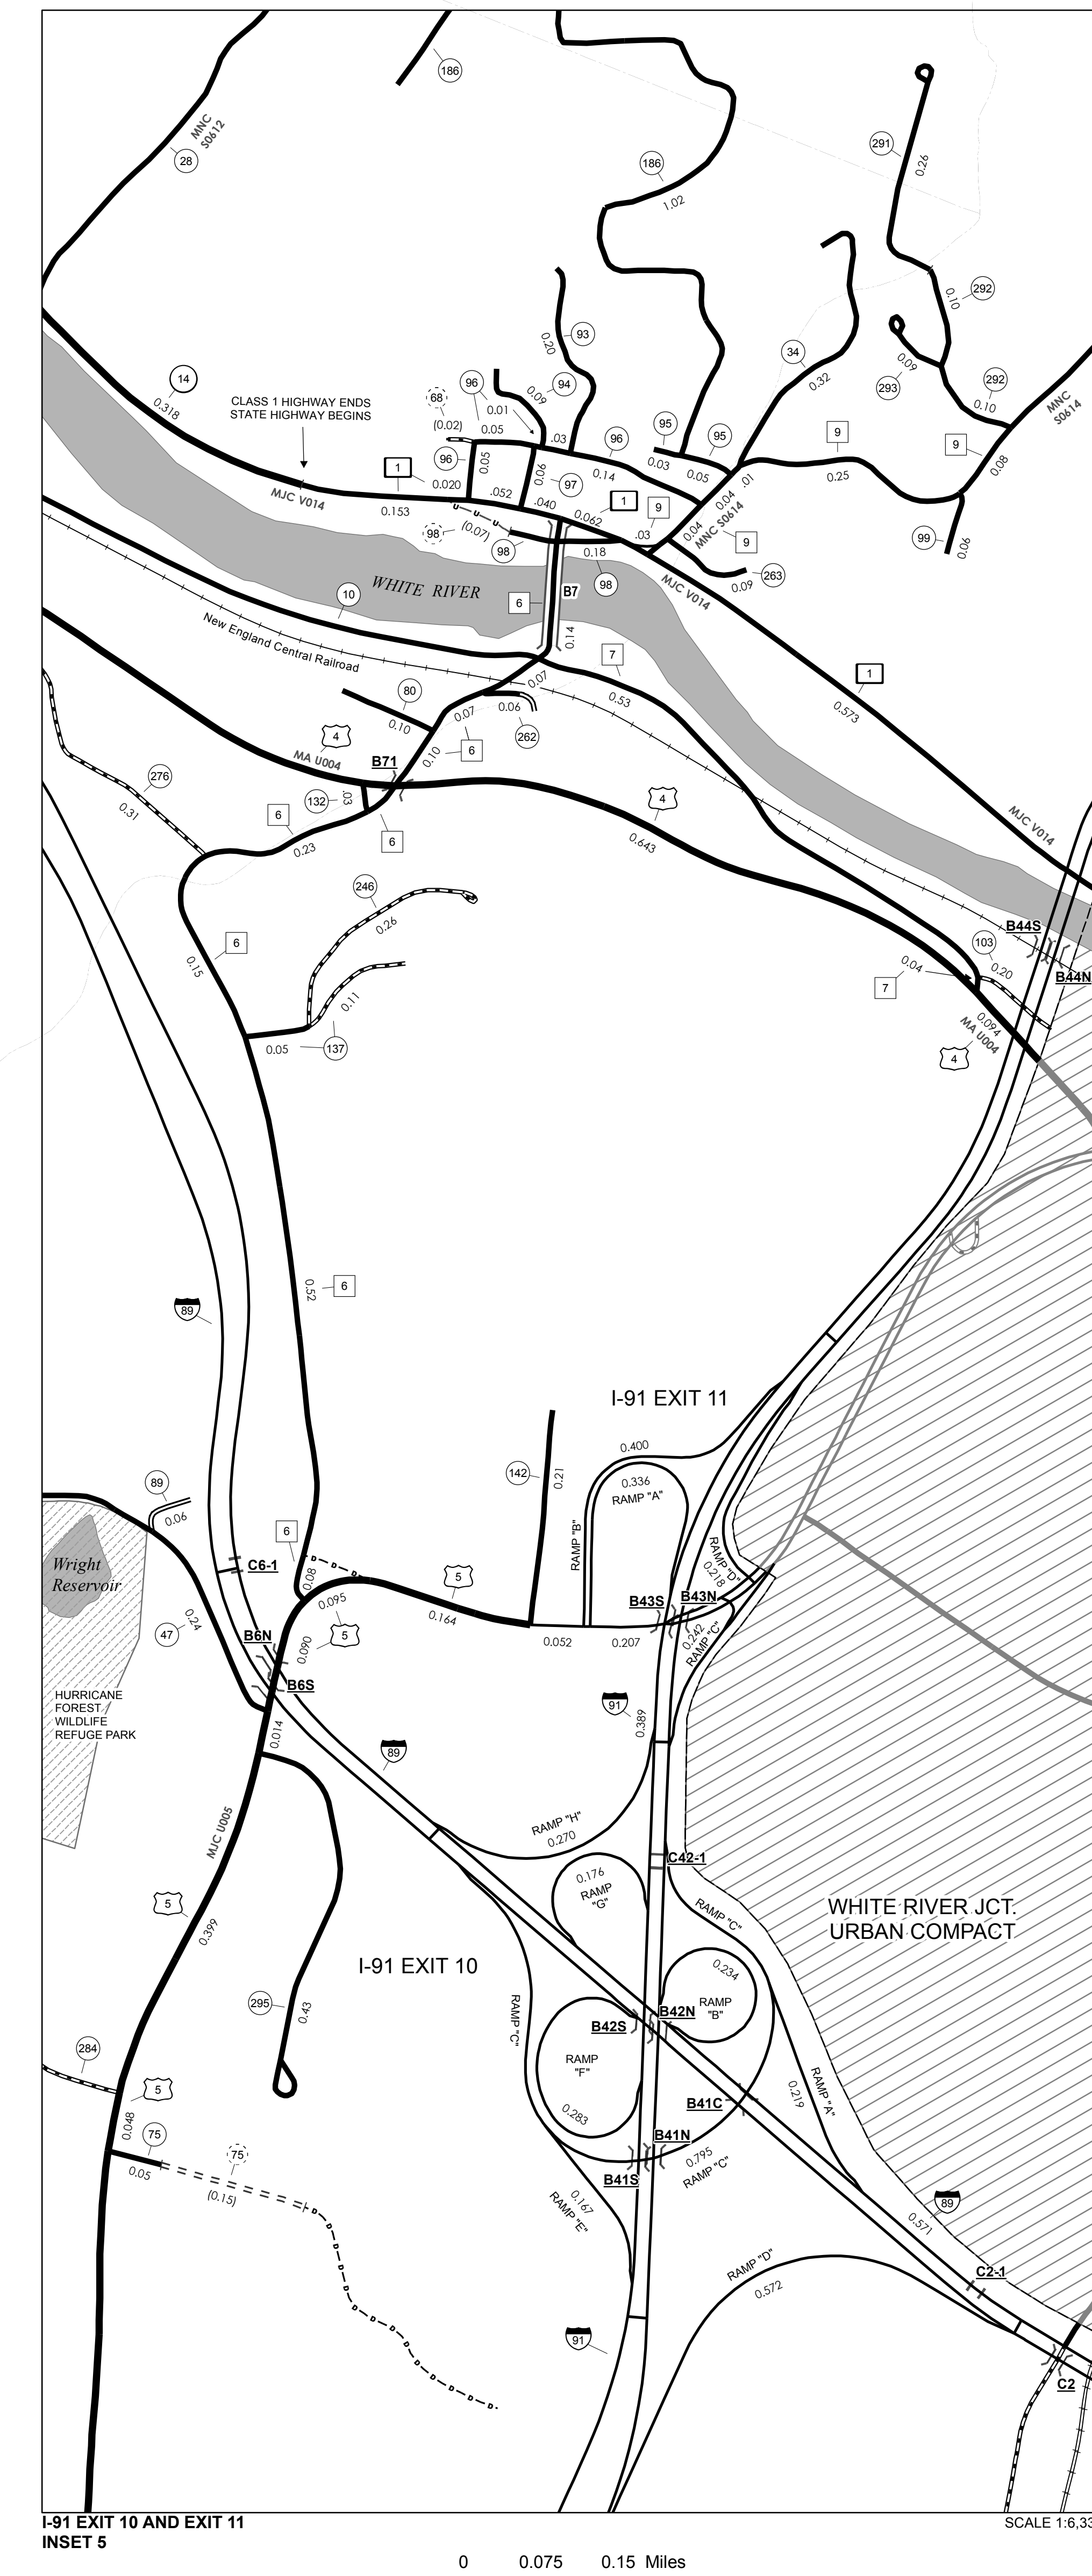 186
MNC
S0612
28
291
0.26
186
1.02
292
0.10
93
0.20
34
0.32
14
0.318
CLASS 1 HIGHWAY ENDS
STATE HIGHWAY BEGINS
96
68
0.01
0.09
94
(0.02)
0.05
.03
96
95
95
293
0.09
292
0.10
MNC
S0614
9
9
96
0.05
0.06
97
0.14
0.03
0.05
0.25
0.08
1
0.020
MJC V014
0.153
.052
.040
0.062
1
9
0.04
.01
98
(0.07)
98
.03
0.04
MNC S0614
9
99
0.06
0.18
98
0.09
263
WHITE RIVER
B7
6
MJC V014
10
New England Central Railroad
0.14
7
0.07
0.53
1
0.573
80
0.10
0.07
0.06
262
4
MA U004
B71
0.10
6
276
0.31
132
.03
6
0.23
6
4
0.643
MJC V014
246
0.26
6
0.15
0.11
0.05
137
B44S
103
0.20
B44N
0.04
7
0.094
MA U004
4
0.52
6
89
I-91 EXIT 11
0.400
142
0.21
0.336
RAMP "A"
RAMP "B"
89
0.06
6
Wright
Reservoir
C6-1
0.08
0.095
5
0.164
5
RAMP "D"
0.218
B43S
B43N
0.052
0.207
0.242
RAMP "C"
0.24
47
B6N
0.090
B6S
HURRICANE
FOREST
WILDLIFE
REFUGE PARK
0.014
91
0.389
89
MJC U005
RAMP "H"
0.270
C42-1
0.176
RAMP
"G"
RAMP "C"
WHITE RIVER JCT.
URBAN COMPACT
5
0.399
I-91 EXIT 10
0.234
RAMP
"B"
295
0.43
RAMP "C"
B42N
B42S
RAMP
"F"
0.283
284
5
0.048
75
0.05
75
(0.15)
B41C
0.219
RAMP "A"
B41N
B41S
0.795
RAMP "C"
0.167
RAMP "E"
89
0.571
RAMP "D"
0.572
C2-1
91
C2
I-91 EXIT 10 AND EXIT 11
INSET 5
SCALE 1:6,33
0 0.075 0.15 Miles